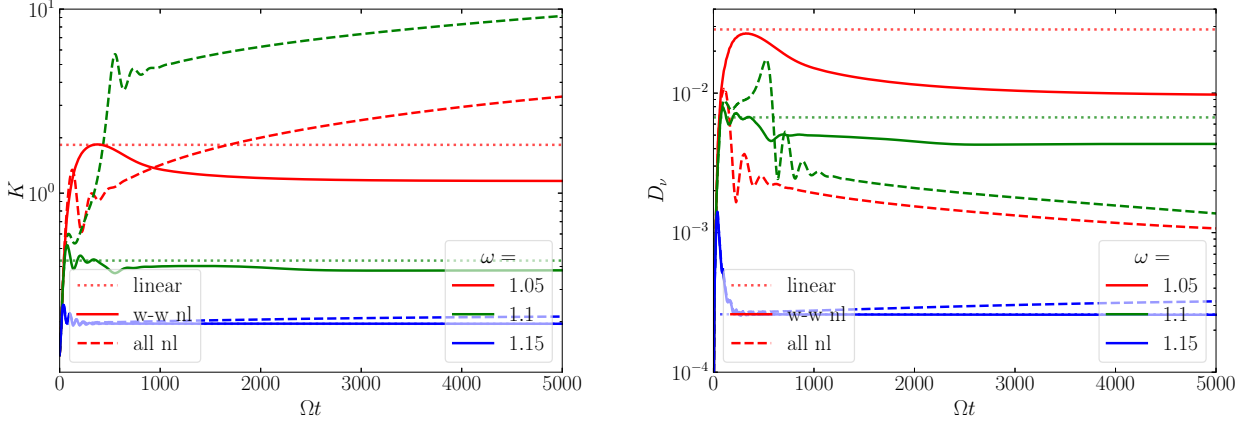 10^1
10^0
K
0
1000
2000
3000
4000
5000
Ωt
linear
w-w nl
all nl
ω =
1.05
1.1
1.15
10^{-2}
10^{-3}
10^{-4}
D_ν
0
1000
2000
3000
4000
5000
Ωt
linear
w-w nl
all nl
ω =
1.05
1.1
1.15